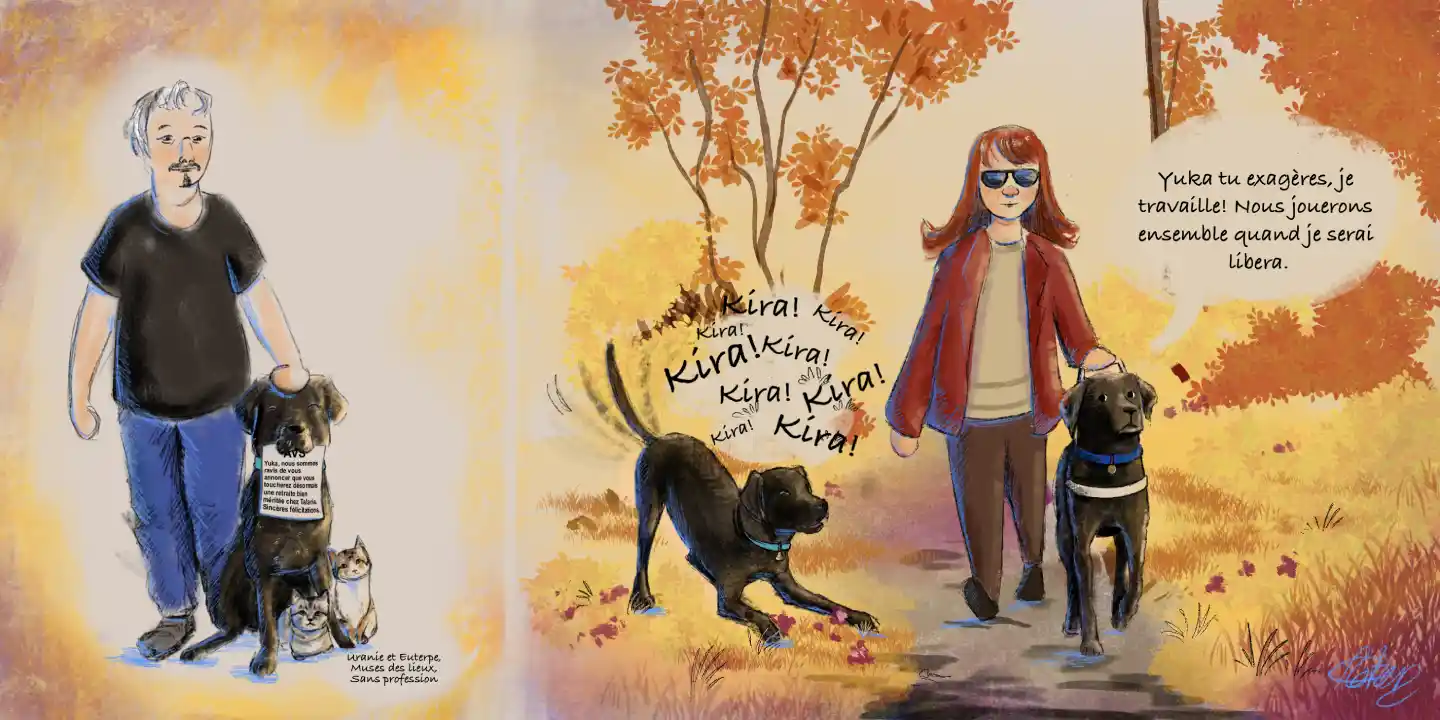 AVS
Yuka, nous sommes
ravis de vous
annoncer que vous
toucherez désormais
une retraite bien
méritée chez Talaris.
Sincères félicitations.
Uranie et Euterpe,
Muses des lieux,
Sans profession
Kira!
Kira!
Kira!
Kira!
Kira!
Kira!
Kira!
Kira!
Kira!
Yuka tu exagères, je
travaille! Nous jouerons
ensemble quand je serai
libera.